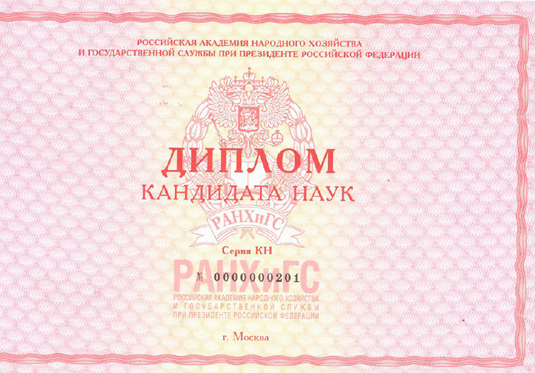 РОССИЙСКАЯ АКАДЕМИЯ НАРОДНОГО ХОЗЯЙСТВА
И ГОСУДАРСТВЕННОЙ СЛУЖБЫ ПРИ ПРЕЗИДЕНТЕ РОССИЙСКОЙ ФЕДЕРАЦИИ
ДИПЛОМ
КАНДИДАТА НАУК
РАНХиГС
Серия КН
РАНХиГС
№ 0000000201
РОССИЙСКАЯ АКАДЕМИЯ НАРОДНОГО ХОЗЯЙСТВА
И ГОСУДАРСТВЕННОЙ СЛУЖБЫ
ПРИ ПРЕЗИДЕНТЕ РОССИЙСКОЙ ФЕДЕРАЦИИ
г. Москва